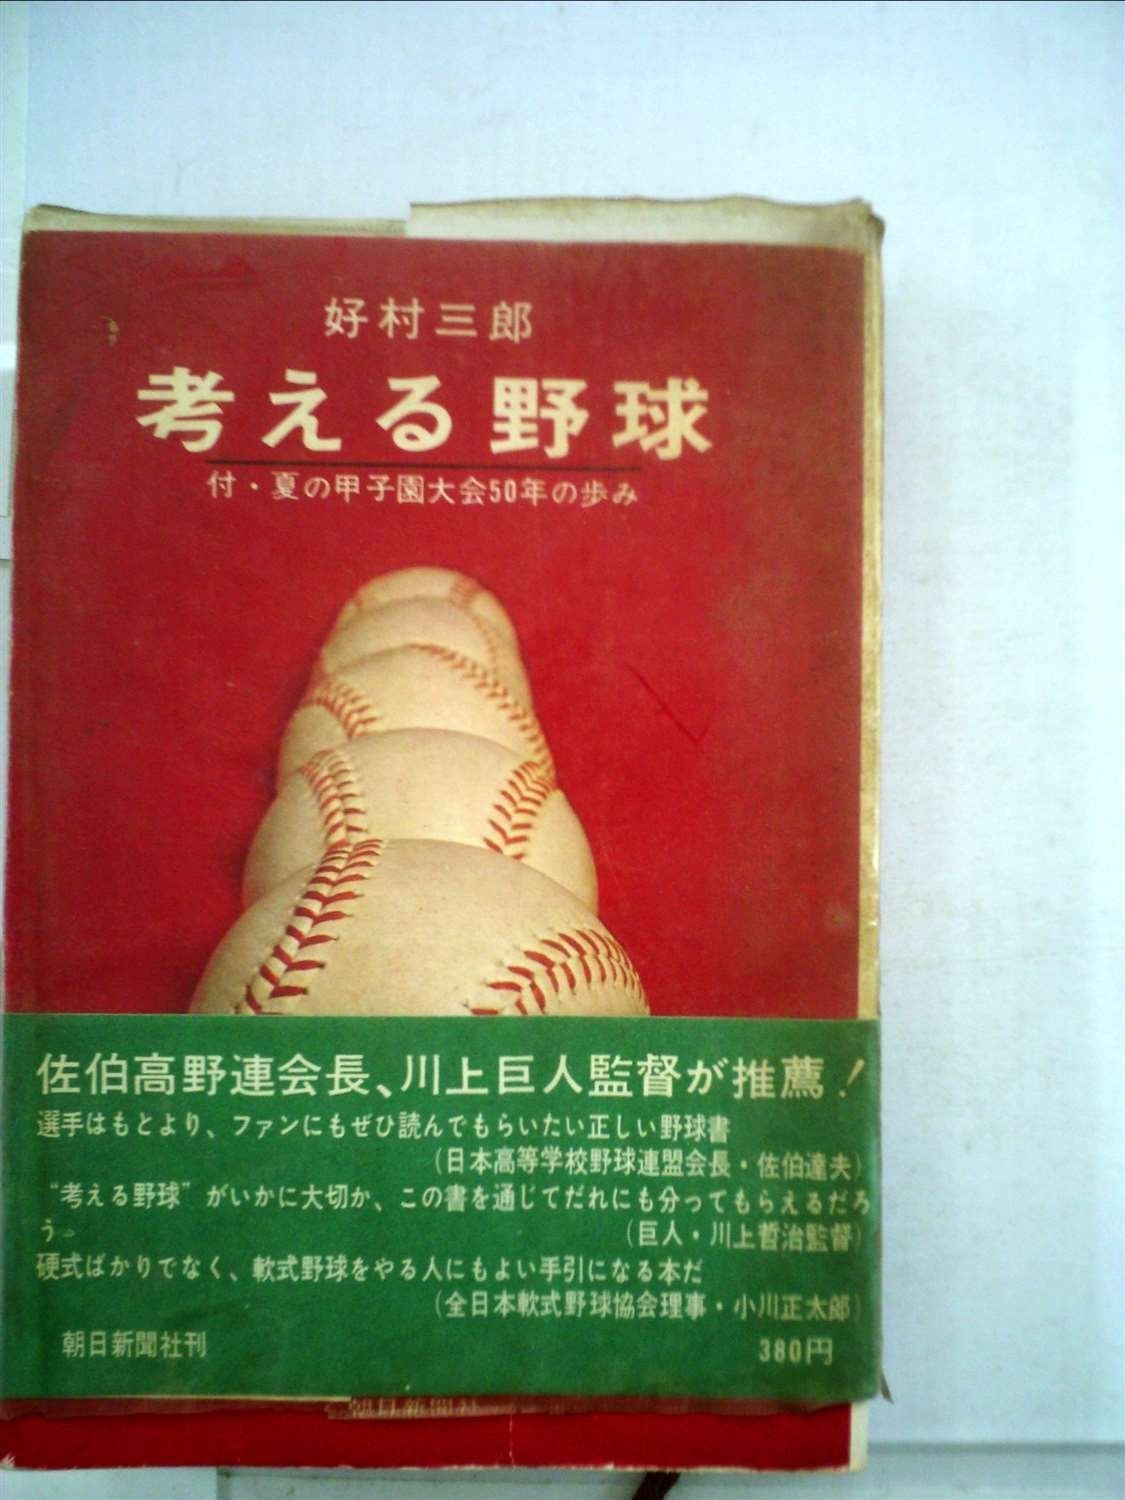 好村三郎
考える野球
付・夏の甲子園大会50年の歩み
佐伯高野連会長、川上巨人監督が推薦！
選手はもとより、ファンにもぜひ読んでもらいたい正しい野球書
(日本高等学校野球連盟会長・佐伯達夫)
“考える野球”がいかに大切か、この書を通じてだれにも分ってもらえるだろ
う。
(巨人・川上哲治監督)
硬式ばかりでなく、軟式野球をやる人にもよい手引になる本だ
(全日本軟式野球協会理事・小川正太郎)
朝日新聞社刊
380円
朝日新聞社